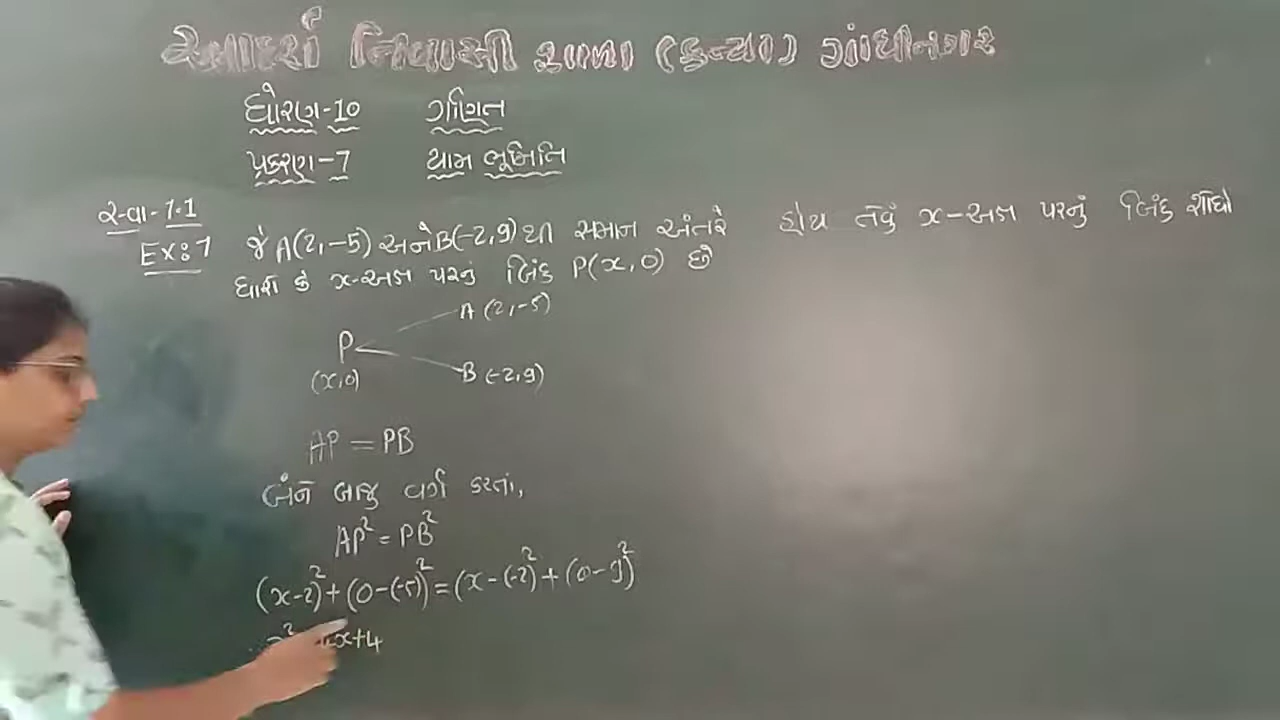 આદર્શ નિવાસી શાળા (કન્યા) ગાંધીનગર
ધોરણ-10 ગણિત
પ્રકરણ-7 યામ ભૂમિતિ
સ્વા-7.1
Ex:7 જે A(2,-5) અને B(-2,9) થી સમાન અંતરે હોય તેવું x-અક્ષ પરનું બિંદુ શોધો
ધારો કે x-અક્ષ પરનું બિંદુ P(x,0) છે
A (2,-5)
P
(x,0)
B (-2,9)
AP = PB
બંને બાજુ વર્ગ કરતાં,
AP² = PB²
(x-2)²+(0-(-5)²=(x-(-2)²+(0-9)²
x+4